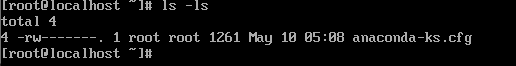 [root@localhost ~]# ls -ls
total 4
4 -rw-------. 1 root root 1261 May 10 05:08 anaconda-ks.cfg
[root@localhost ~]#